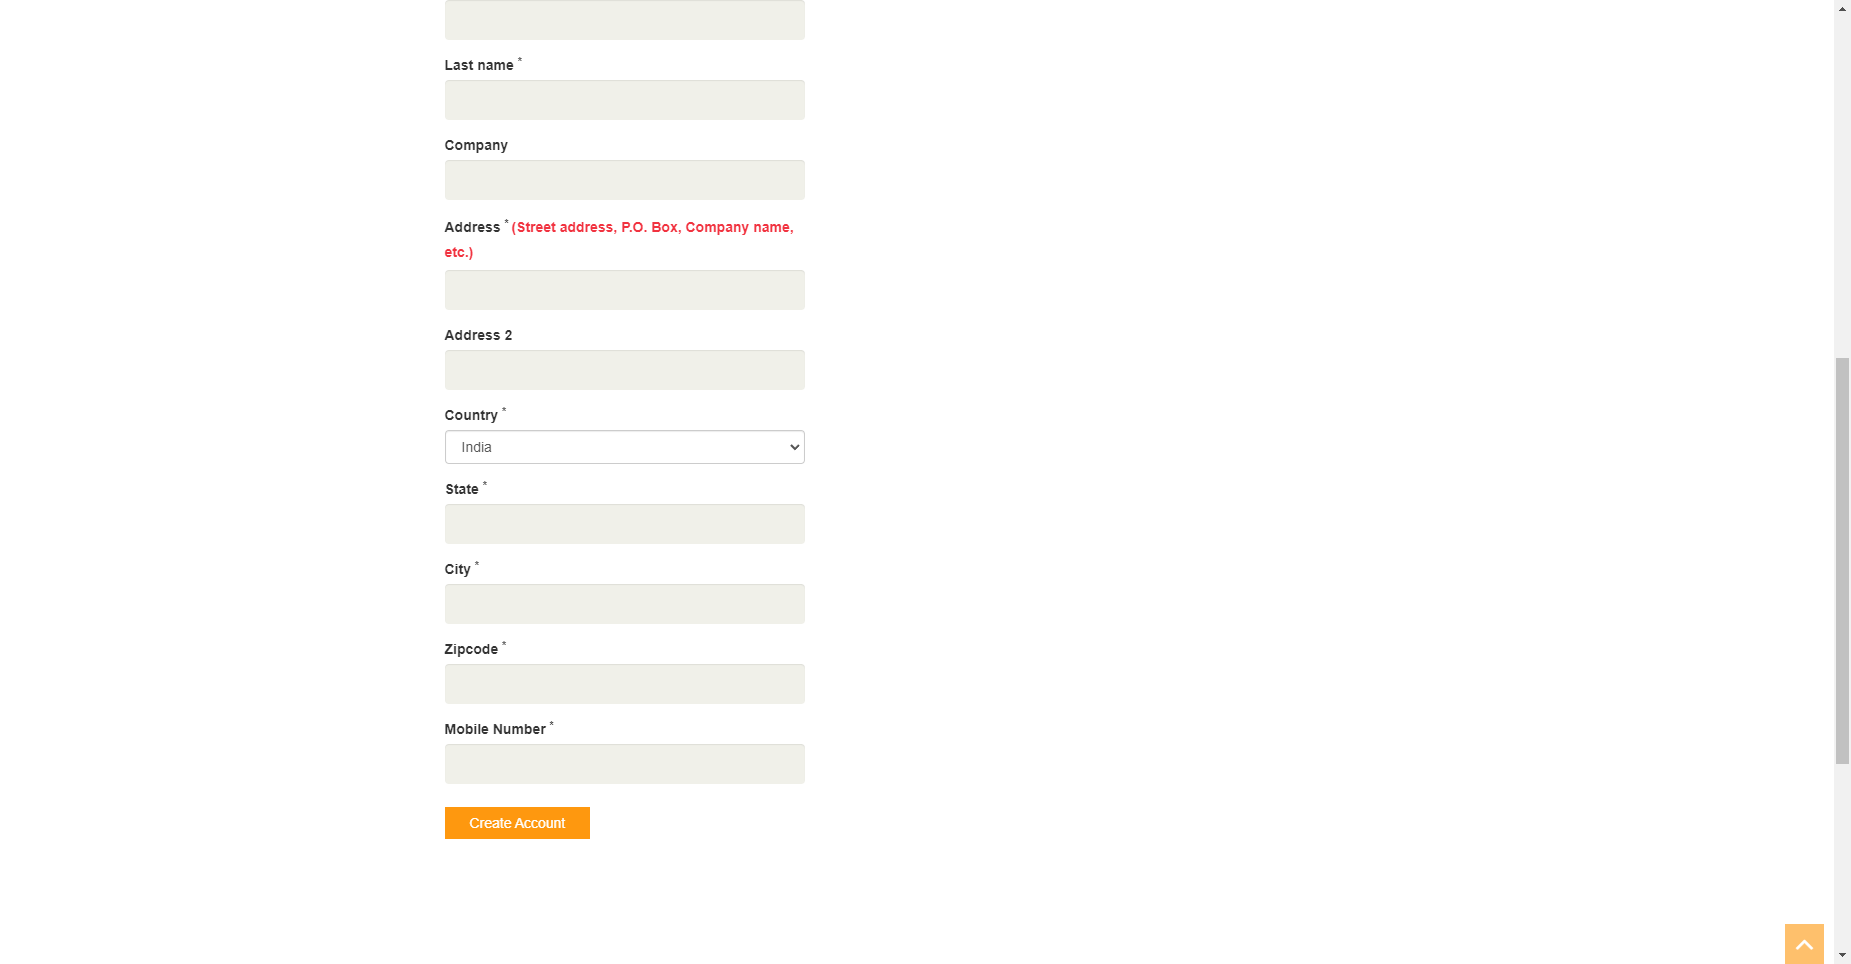 Last name *
Company
Address * (Street address, P.O. Box, Company name,
etc.)
Address 2
Country *
India
State *
City *
Zipcode *
Mobile Number *
Create Account